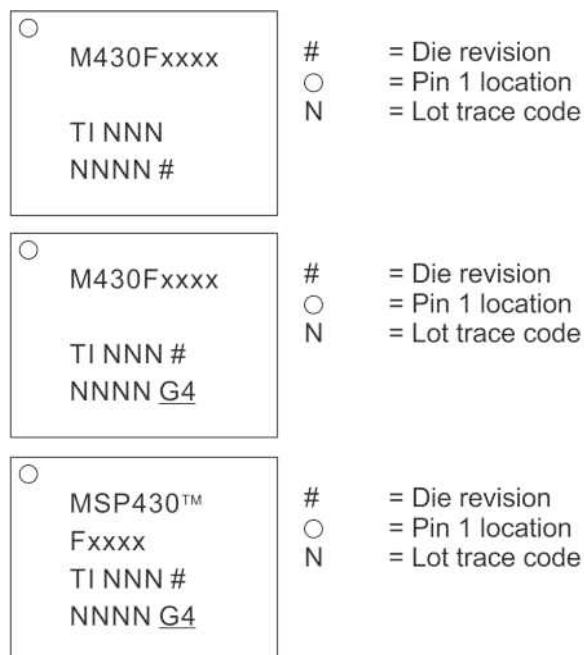 M430Fxxxx
TI NNN
NNNN #
# = Die revision
○ = Pin 1 location
N = Lot trace code
M430Fxxxx
TI NNN #
NNNN G4
# = Die revision
○ = Pin 1 location
N = Lot trace code
MSP430™
Fxxxx
TI NNN #
NNNN G4
# = Die revision
○ = Pin 1 location
N = Lot trace code